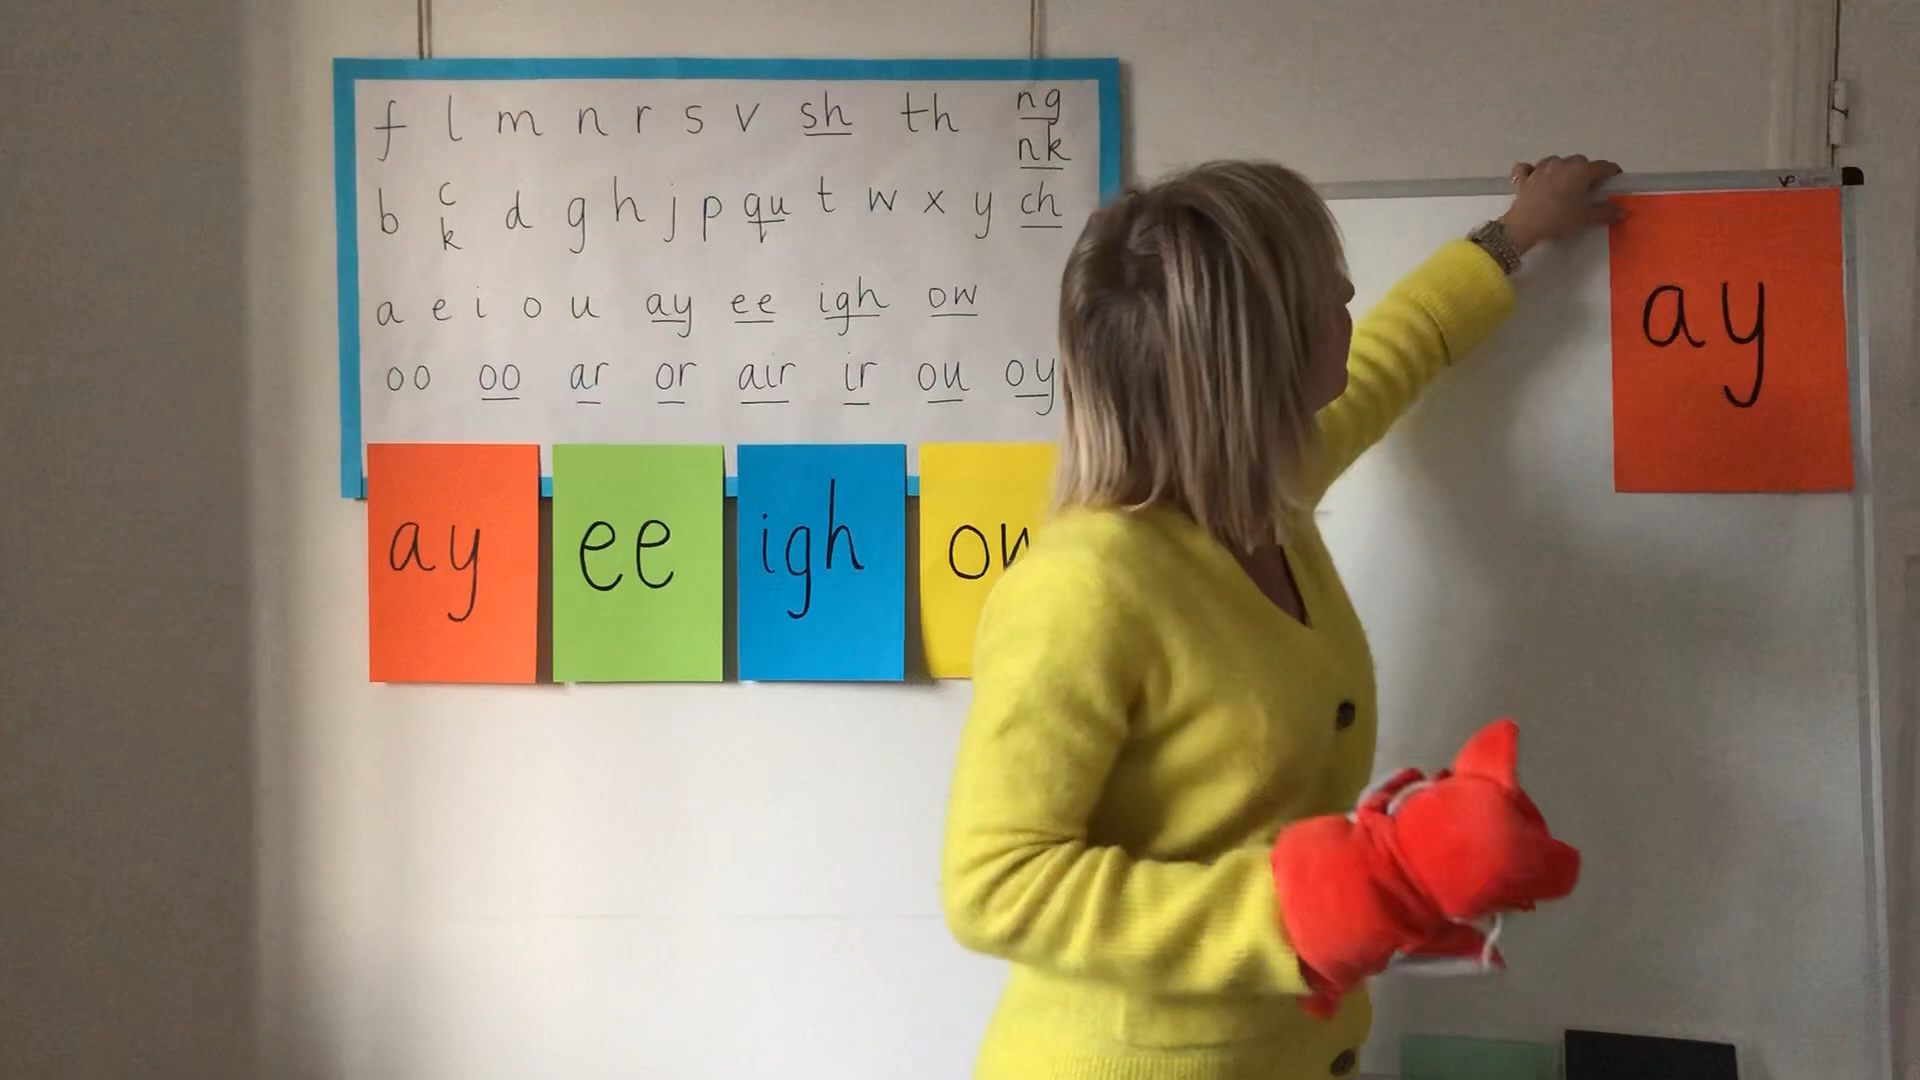 f l m n r s v sh th ng
nk
b c d g h j p qu t w x y ch
k
a e i o u ay ee igh ow
oo oo ar or air ir ou oy
ay ee igh ow
ay